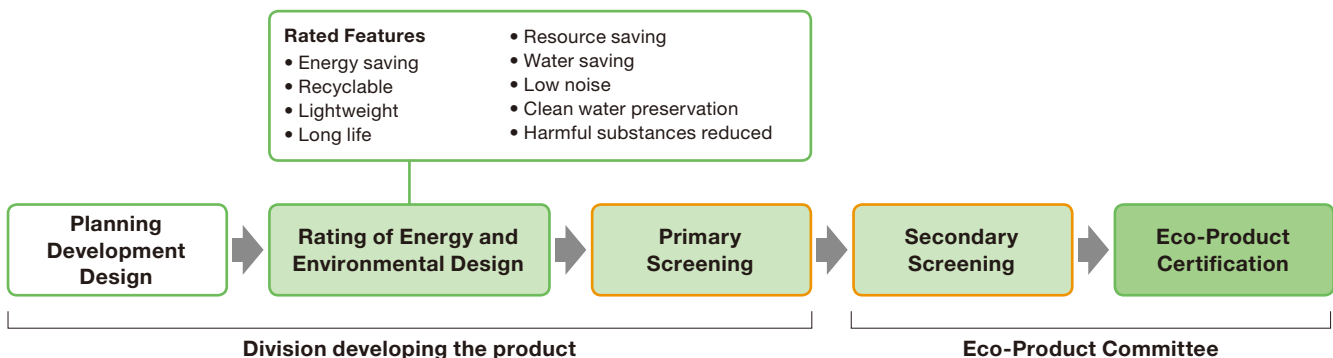 Rated Features
• Energy saving
• Recyclable
• Lightweight
• Long life
• Resource saving
• Water saving
• Low noise
• Clean water preservation
• Harmful substances reduced
Planning
Development
Design
Rating of Energy and
Environmental Design
Primary
Screening
Secondary
Screening
Eco-Product
Certification
Division developing the product
Eco-Product Committee